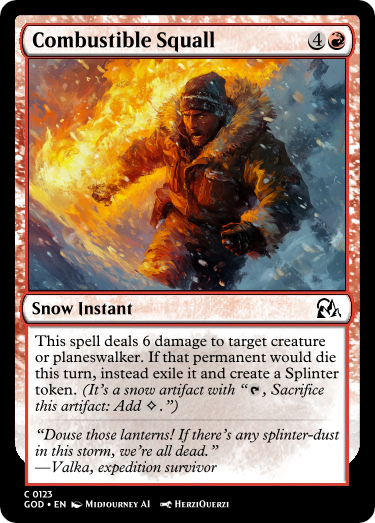 Combustible Squall 4
Snow Instant
This spell deals 6 damage to target creature
or planeswalker. If that permanent would die
this turn, instead exile it and create a Splinter
token. (It's a snow artifact with “, Sacrifice
this artifact: Add .”)
“Douse those lanterns! If there's any splinter-dust
in this storm, we're all dead.”
—Valka, expedition survivor
C 0123
GOD • EN Midjourney AI HerziQuerzi